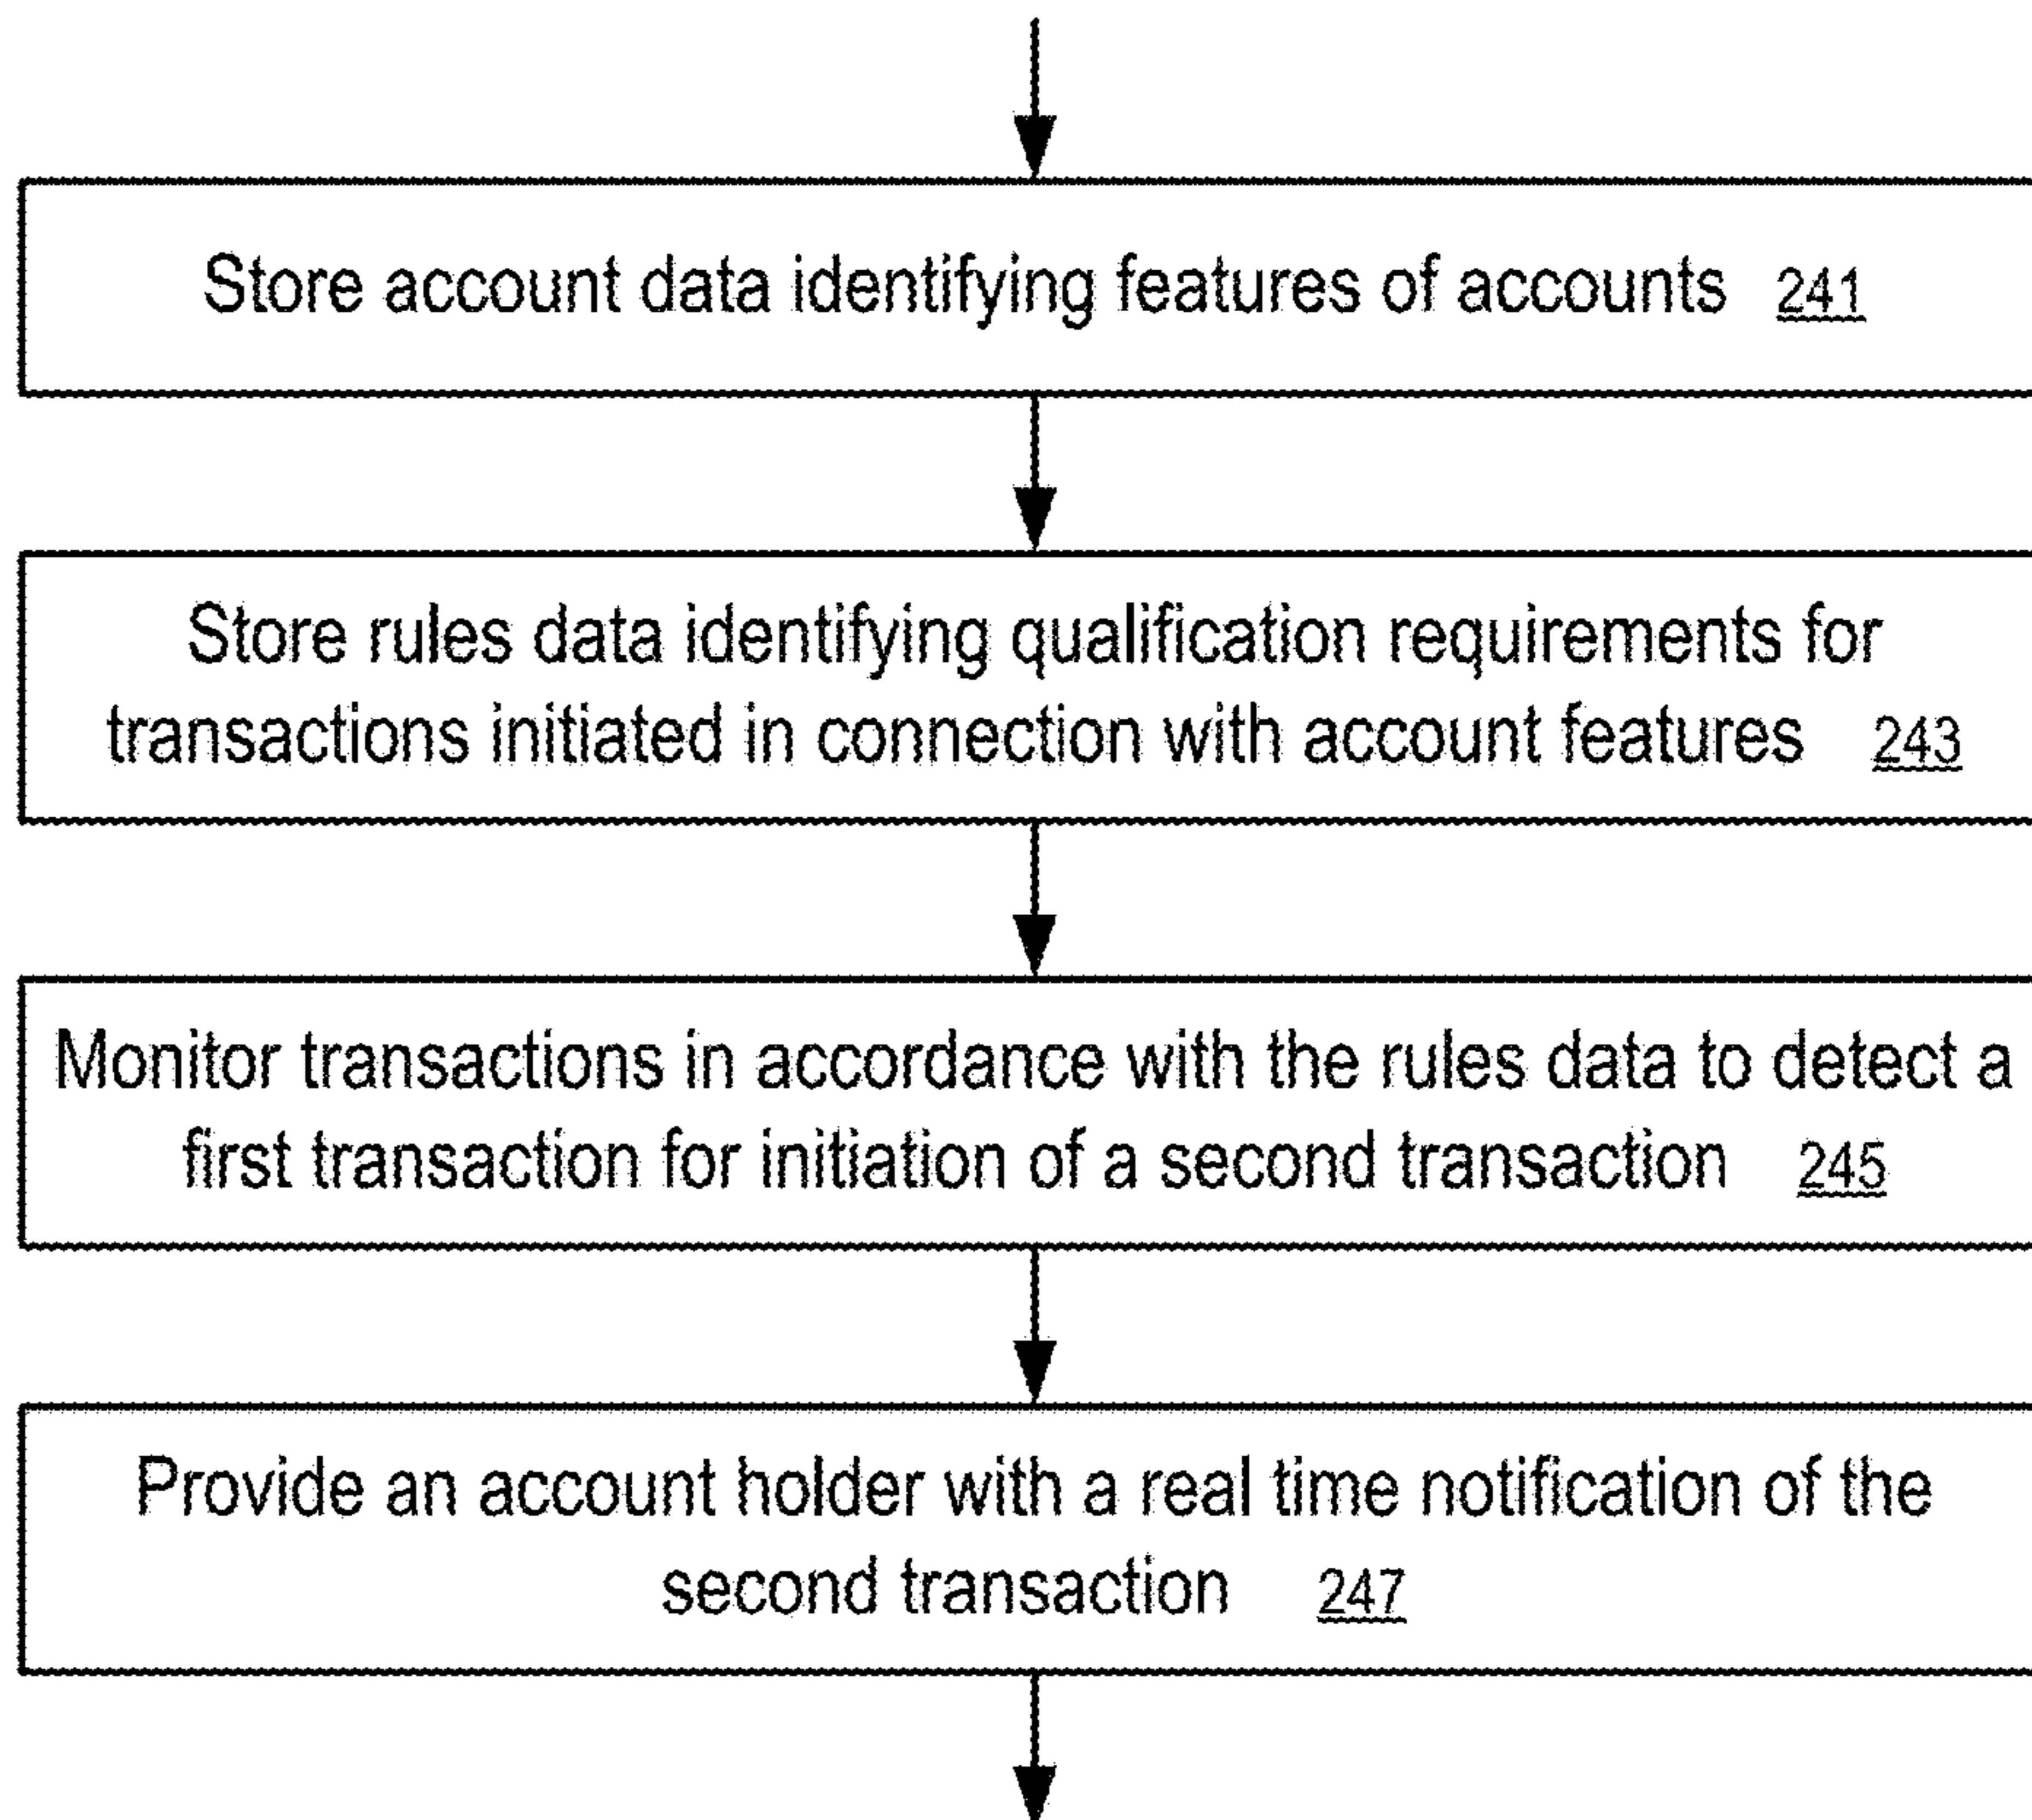 Store account data identifying features of accounts 241
Store rules data identifying qualification requirements for
transactions initiated in connection with account features 243
Monitor transactions in accordance with the rules data to detect a
first transaction for initiation of a second transaction 245
Provide an account holder with a real time notification of the
second transaction 247